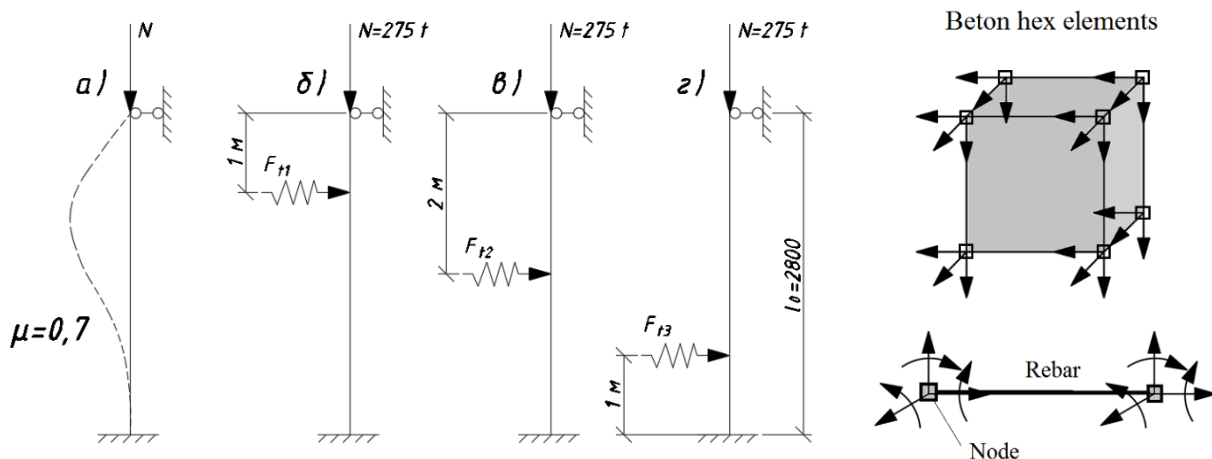 N
а)
μ=0,7
N=275 t
б)
1 м
Ft1
N=275 t
в)
2 м
Ft2
N=275 t
г)
Ft3
1 м
l0=2800
Beton hex elements
Rebar
Node